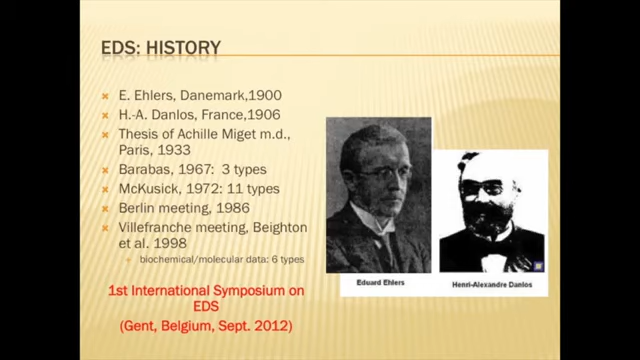 EDS: HISTORY
E. Ehlers, Danemark,1900
H.-A. Danlos, France,1906
Thesis of Achille Miget m.d.,
Paris, 1933
Barabas, 1967:  3 types
McKusick, 1972: 11 types
Berlin meeting, 1986
Villefranche meeting, Beighton
et al. 1998
biochemical/molecular data: 6 types
1st International Symposium on
EDS
(Gent, Belgium, Sept. 2012)
Eduard Ehlers
Henri-Alexandre Danlos